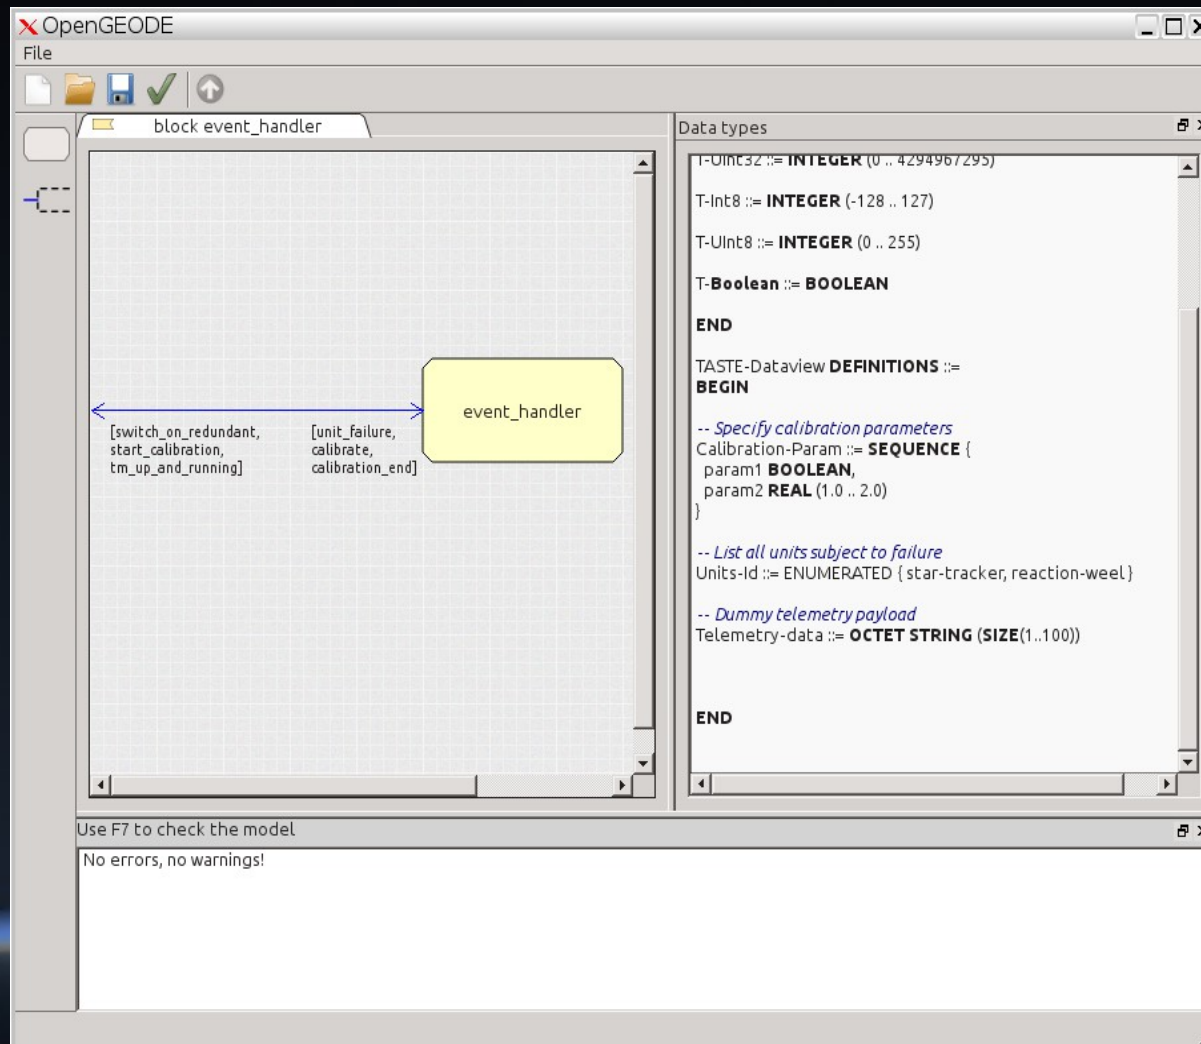 OpenGEODE
File
block event_handler
[switch_on_redundant,
start_calibration,
tm_up_and_running]
[unit_failure,
calibrate,
calibration_end]
event_handler
Data types
T-UInt32 ::= INTEGER (0 .. 4294967295)
T-Int8 ::= INTEGER (-128 .. 127)
T-UInt8 ::= INTEGER (0 .. 255)
T-Boolean ::= BOOLEAN
END
TASTE-Dataview DEFINITIONS ::=
BEGIN
-- Specify calibration parameters
Calibration-Param ::= SEQUENCE {
param1 BOOLEAN,
param2 REAL (1.0 .. 2.0)
}
-- List all units subject to failure
Units-Id ::= ENUMERATED { star-tracker, reaction-weel }
-- Dummy telemetry payload
Telemetry-data ::= OCTET STRING (SIZE(1..100))
END
Use F7 to check the model
No errors, no warnings!